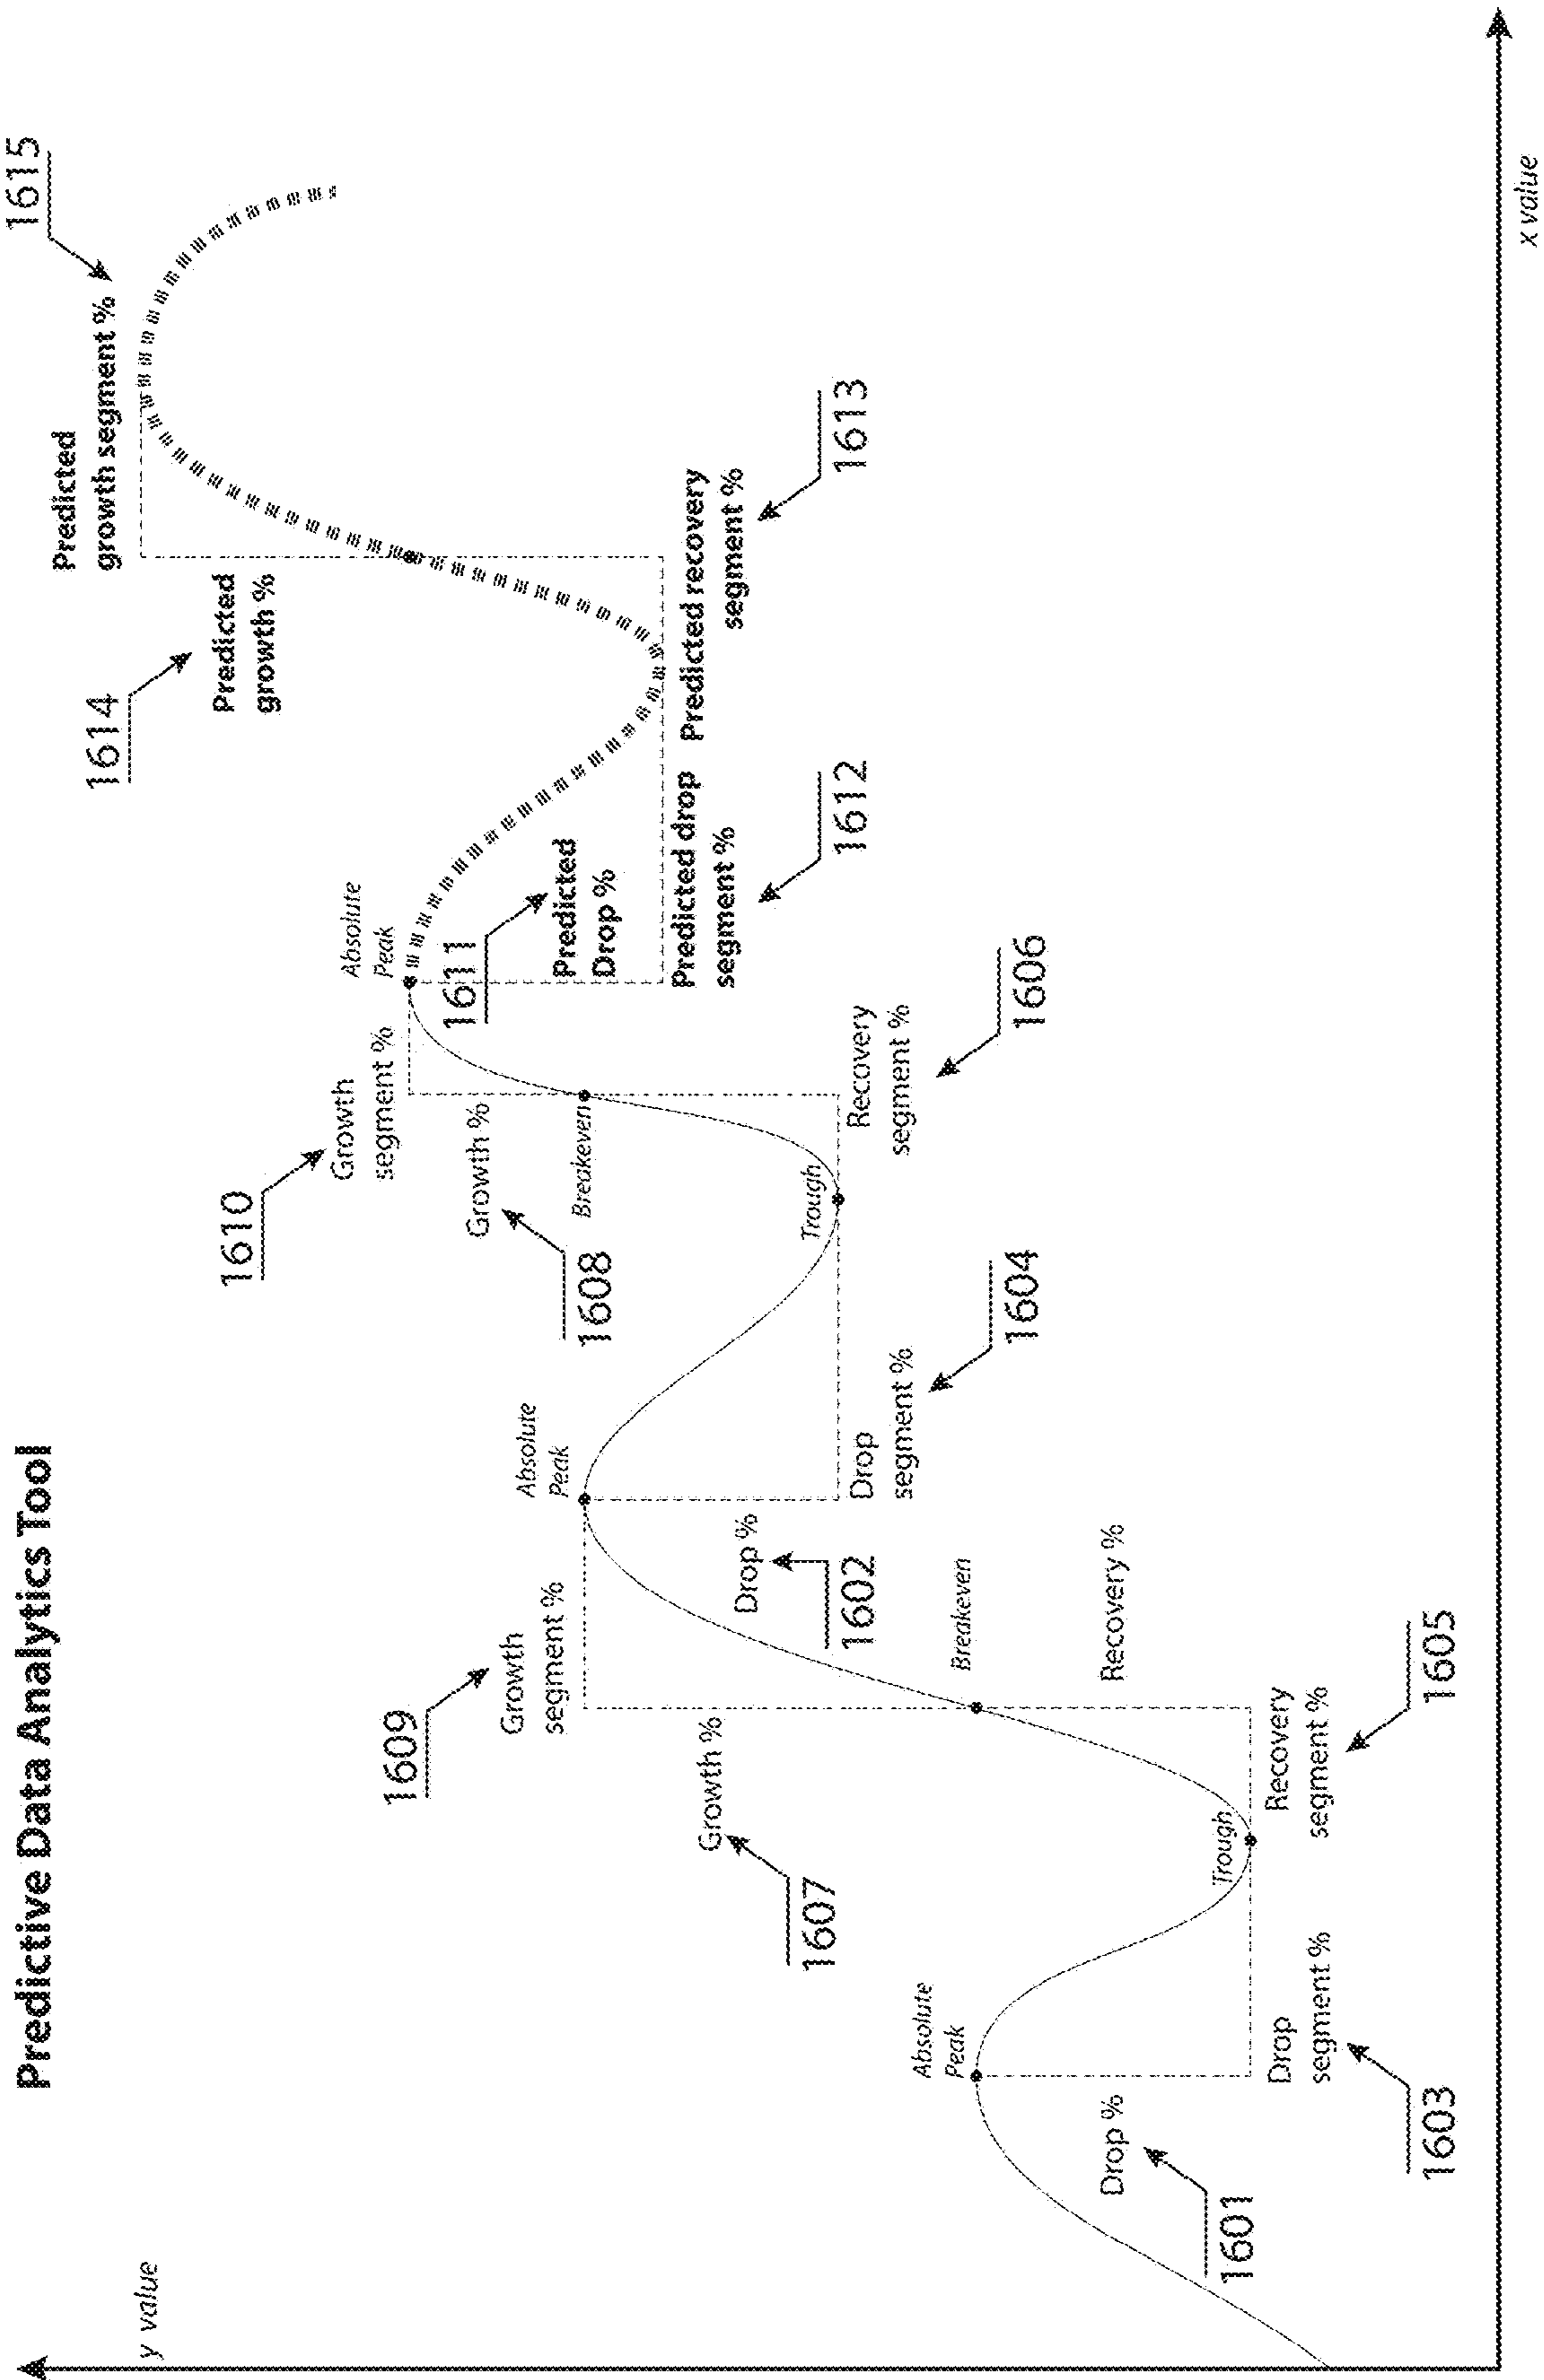 Predictive Data Analytics Tool
y value
1615
Predicted
growth segment %
1614
Predicted
growth %
Absolute
Peak
1611
Predicted
Drop %
Predicted drop
segment %
1612
Predicted recovery
segment %
1613
1610
Growth
segment %
Growth %
1608
Breakeven
Trough
Recovery
segment %
1606
Absolute
Peak
Drop
segment %
1604
1609
Growth
segment %
Drop %
1602
Growth %
1607
Breakeven
Recovery %
Trough
Recovery
segment %
1605
Absolute
Peak
Drop %
1601
Drop
segment %
1603
x value